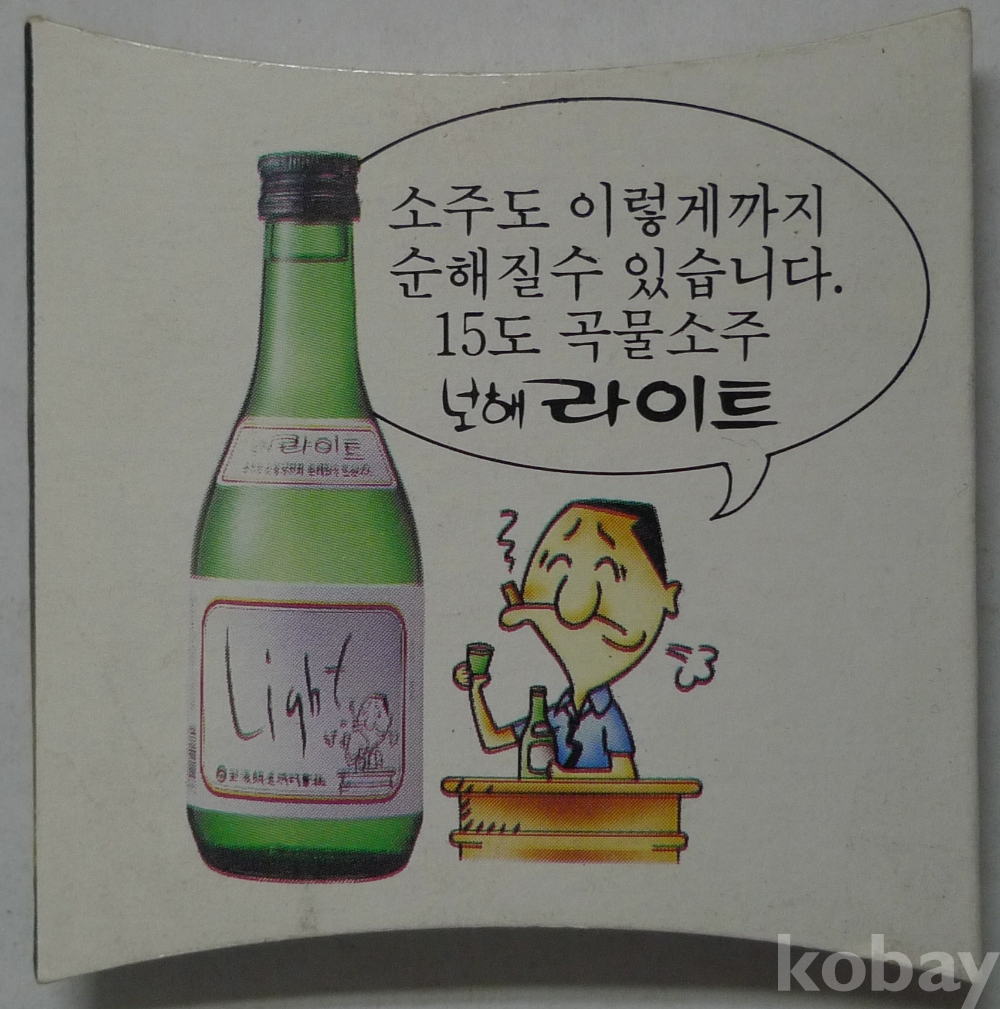 소주도 이렇게까지
순해질수 있습니다.
15도 곡물소주
보해 라이트
라이트
Light
kobay